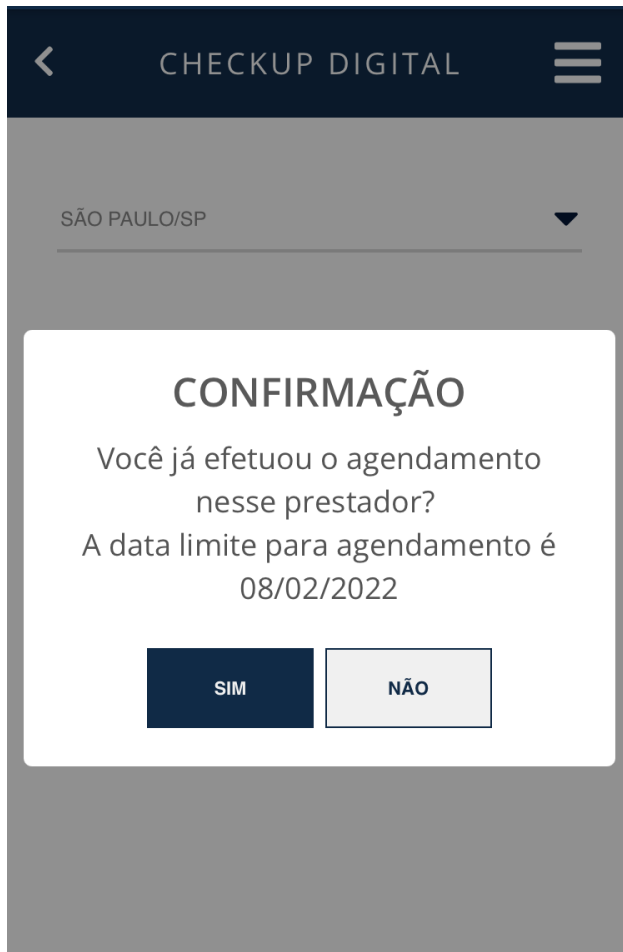 CHECKUP DIGITAL
SÃO PAULO/SP
CONFIRMAÇÃO
Você já efetuou o agendamento
nesse prestador?
A data limite para agendamento é
08/02/2022
SIM
NÃO